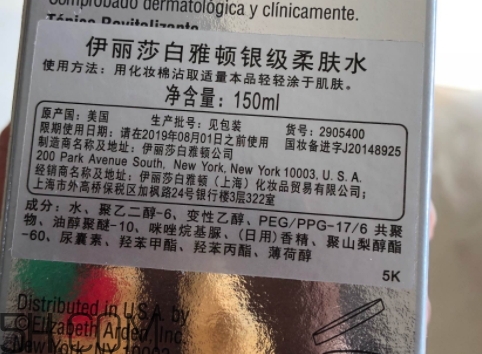 Comprobado dermatológica y clínicamente.
Tónico Revitalizante
伊丽莎白雅顿银级柔肤水
使用方法：用化妆棉沾取适量本品轻轻涂于肌肤。
净含量：150ml
原产国：美国 生产批号：见包装 货号：2905400
限期使用日期：请在2019年08月01日之前使用 国妆备进字J20148925
制造商名称及地址：伊丽莎白雅顿公司
200 Park Avenue South, New York, New York 10003, U. S. A.
经销商名称及地址：伊丽莎白雅顿（上海）化妆品贸易有限公司；
上海市外高桥保税区加枫路24号银行楼3层322室
成分：水、聚乙二醇-6、变性乙醇、PEG/PPG-17/6 共聚
物、油醇聚醚-10、咪唑烷基脲、(日用)香精、聚山梨醇酯
-60、尿囊素、羟苯甲酯、羟苯丙酯、薄荷醇
5K
Distributed in U.S.A. by
©Elizabeth Arden, Inc.
New York, NY